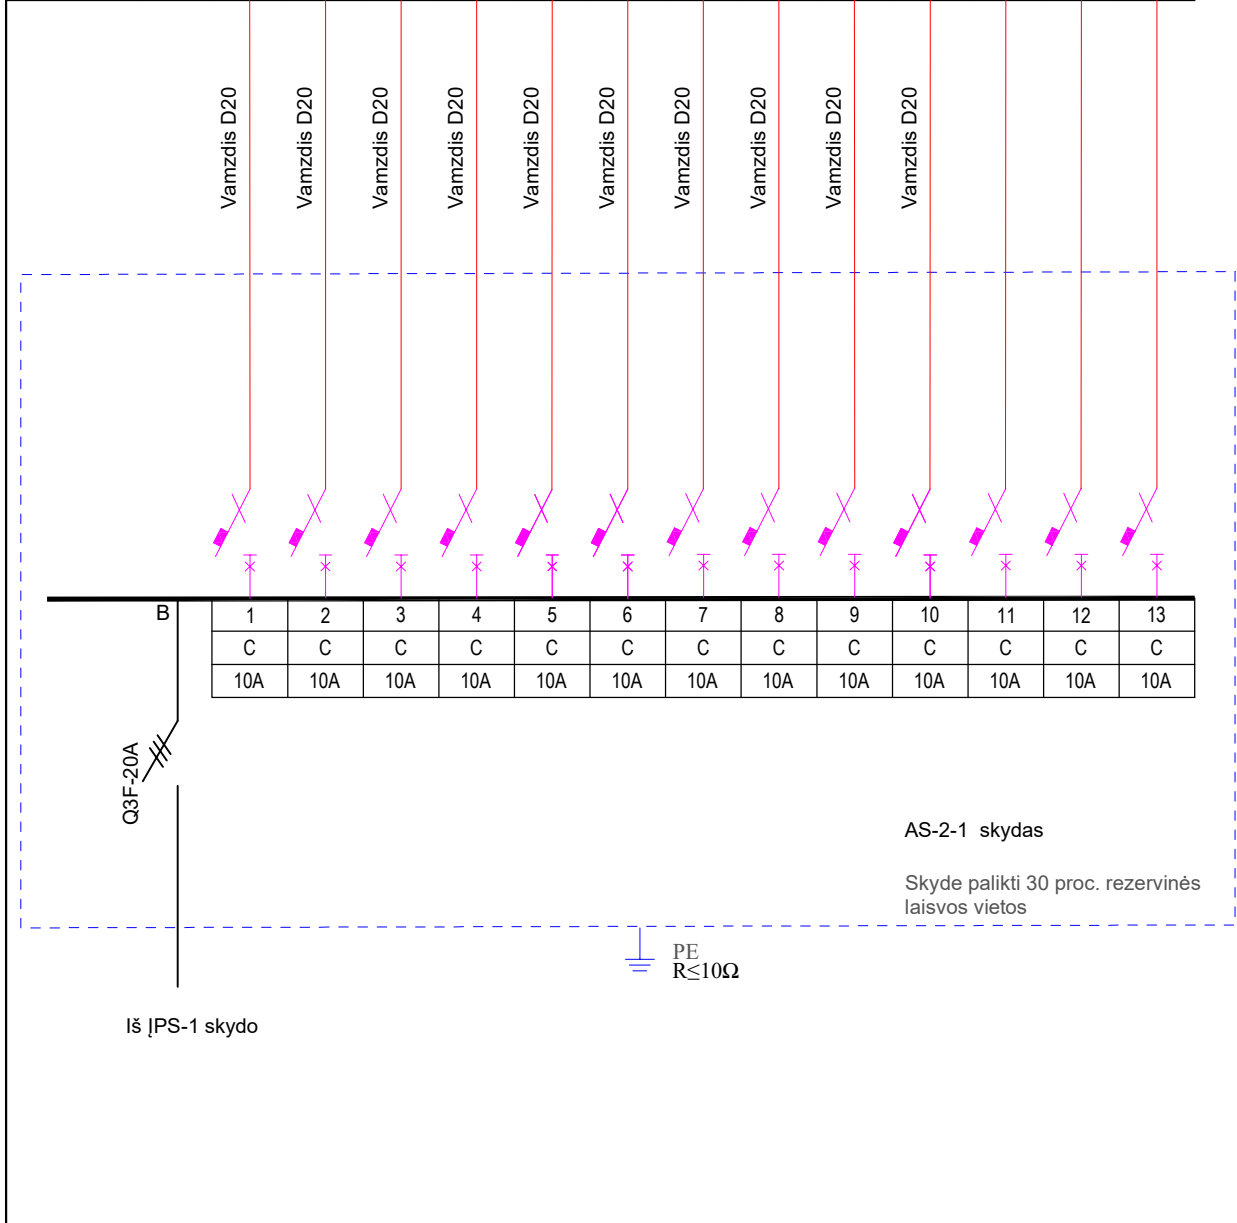 Vamzdis D20 Vamzdis D20 Vamzdis D20 Vamzdis D20 Vamzdis D20 Vamzdis D20 Vamzdis D20 Vamzdis D20 Vamzdis D20 Vamzdis D20
B 1 2 3 4 5 6 7 8 9 10 11 12 13
C C C C C C C C C C C C C
10A 10A 10A 10A 10A 10A 10A 10A 10A 10A 10A 10A 10A
Q3F-20A
AS-2-1 skydas
Skyde palikti 30 proc. rezervinės
laisvos vietos
PE
R≤10Ω
Iš ĮPS-1 skydo